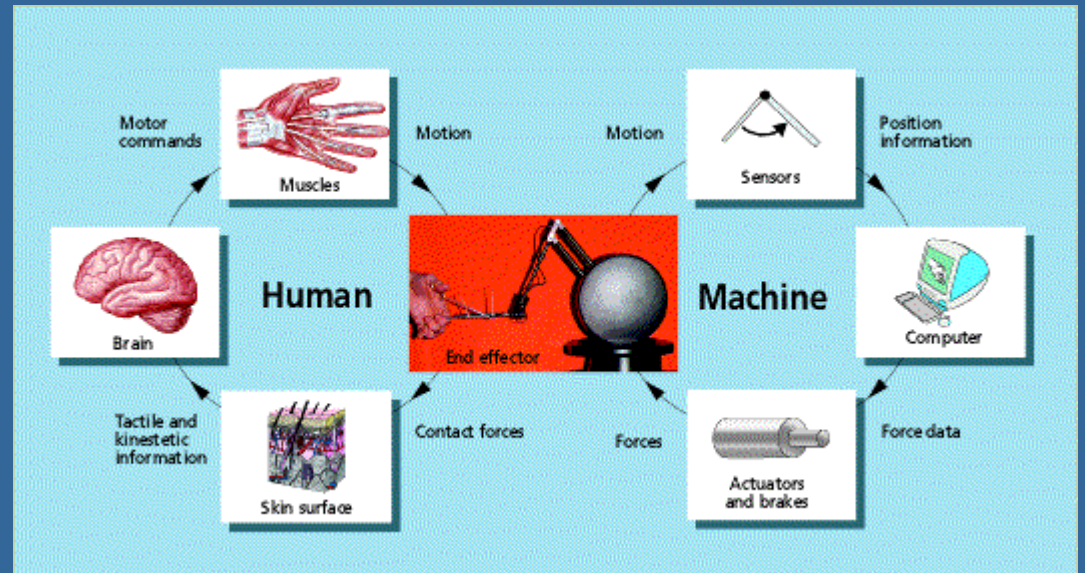 Motor
commands
Muscles
Motion
Motion
Sensors
Position
information
Brain
Human
End effector
Machine
Computer
Tactile and
kinestetic
information
Skin surface
Contact forces
Forces
Actuators
and brakes
Force data